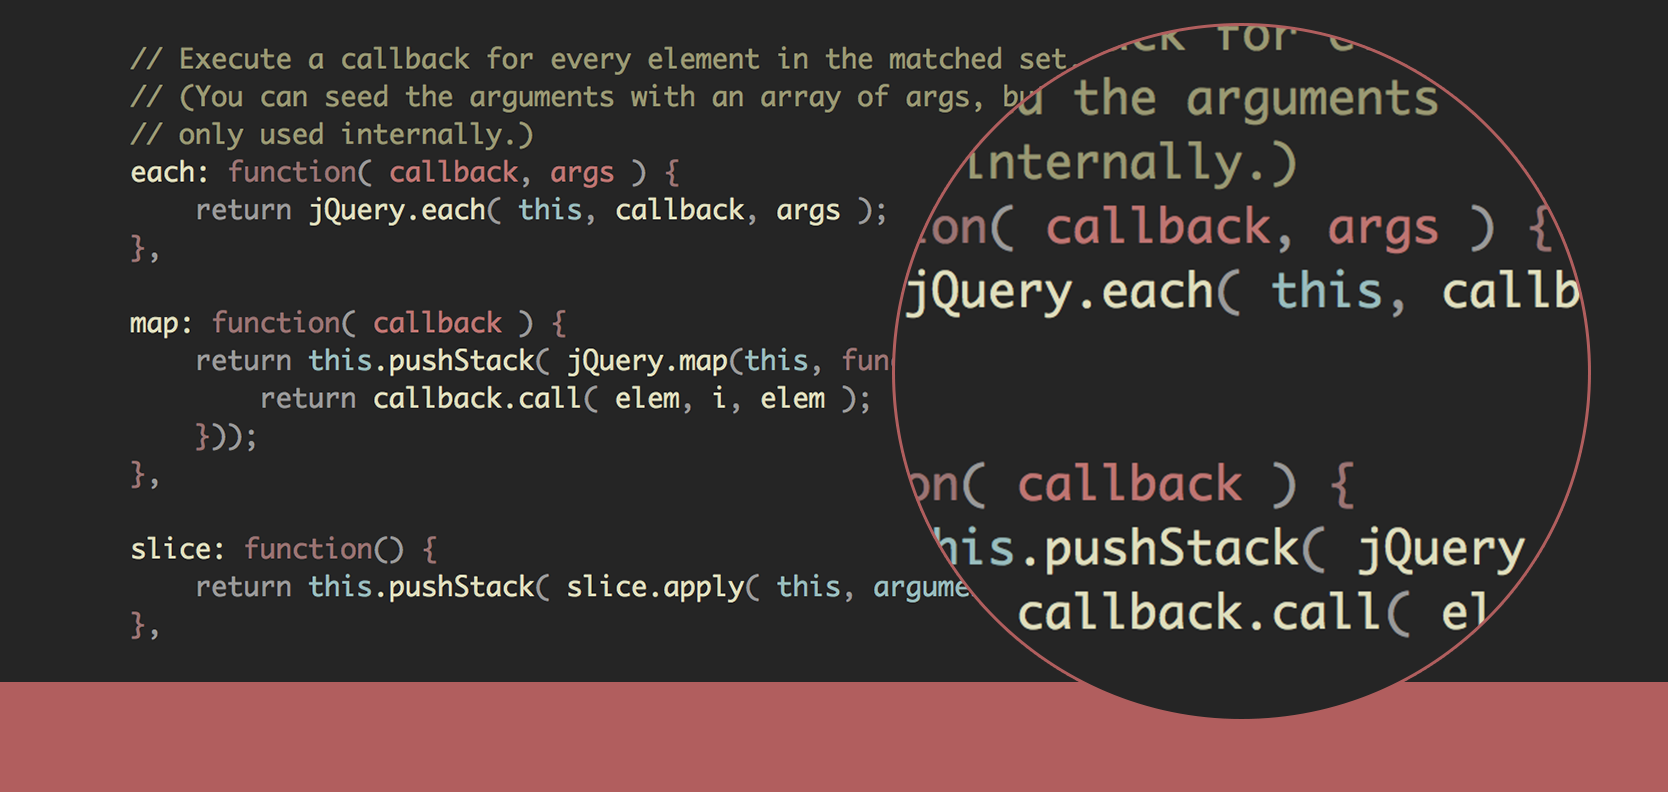 // Execute a callback for every element in the matched set.
// (You can seed the arguments with an array of args, bu
// only used internally.)
each: function( callback, args ) {
    return jQuery.each( this, callback, args );
},
map: function( callback ) {
    return this.pushStack( jQuery.map(this, fun
        return callback.call( elem, i, elem );
    }));
},
slice: function() {
    return this.pushStack( slice.apply( this, argume
},
ck for e
d the arguments
internally.)
on( callback, args ) {
jQuery.each( this, callb
on( callback ) {
his.pushStack( jQuery
callback.call( el